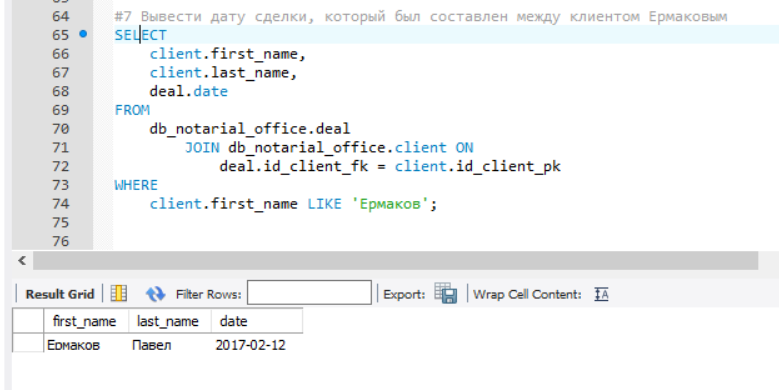 64 #7 Вывести дату сделки, который был составлен между клиентом Ермаковым
65 SELECT
66 client.first_name,
67 client.last_name,
68 deal.date
69 FROM
70 db_notarial_office.deal
71 JOIN db_notarial_office.client ON
72 deal.id_client_fk = client.id_client_pk
73 WHERE
74 client.first_name LIKE 'Ермаков';
75
76
Result Grid Filter Rows: Export: Wrap Cell Content: IA
first_name last_name date
Ермаков Павел 2017-02-12